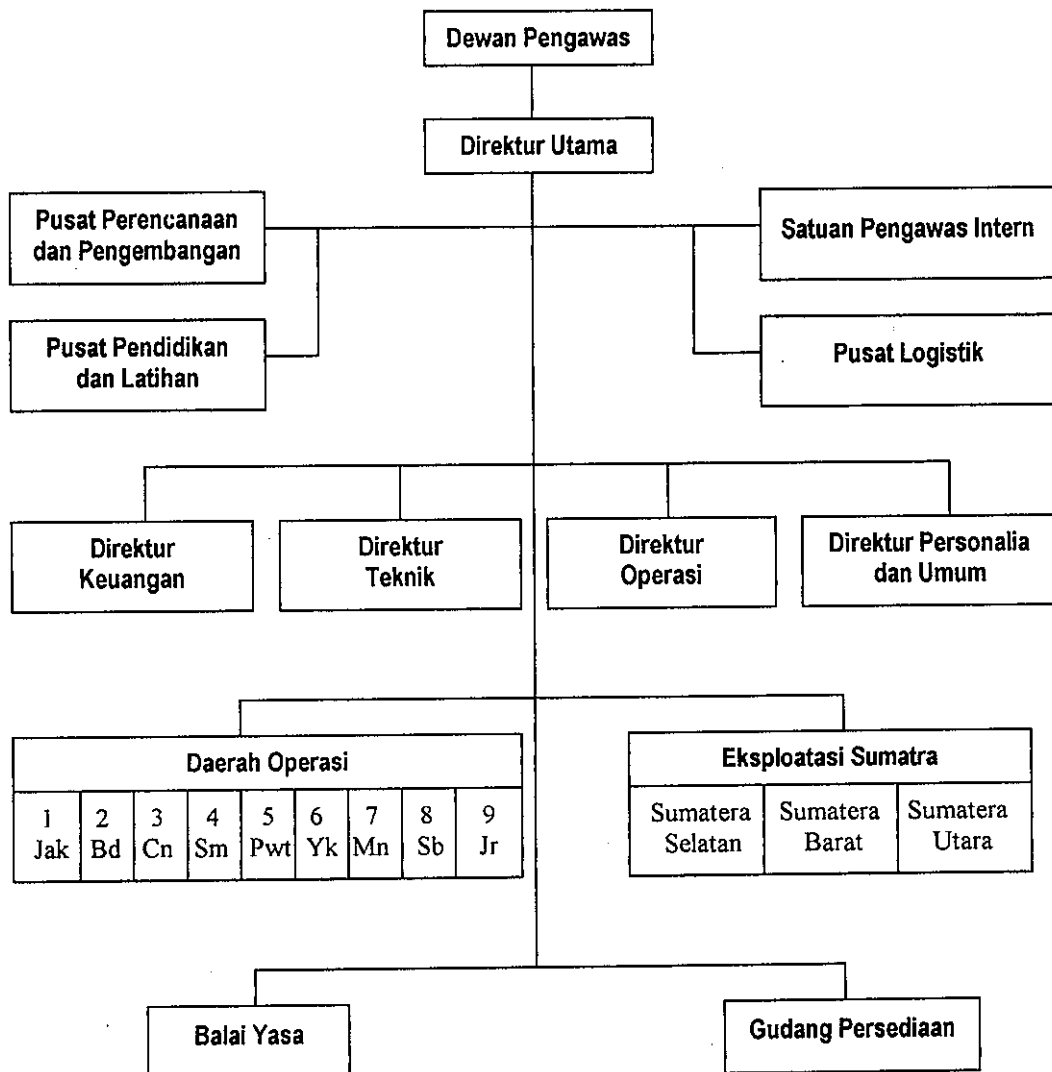 Dewan Pengawas
Direktur Utama
Pusat Perencanaan
dan Pengembangan
Satuan Pengawas Intern
Pusat Pendidikan
dan Latihan
Pusat Logistik
Direktur
Keuangan
Direktur
Teknik
Direktur
Operasi
Direktur Personalia
dan Umum
Daerah Operasi
1 2 3 4 5 6 7 8 9
Jak Bd Cn Sm Pwt Yk Mn Sb Jr
Eksploatasi Sumatra
Sumatera
Selatan
Sumatera
Barat
Sumatera
Utara
Balai Yasa
Gudang Persediaan